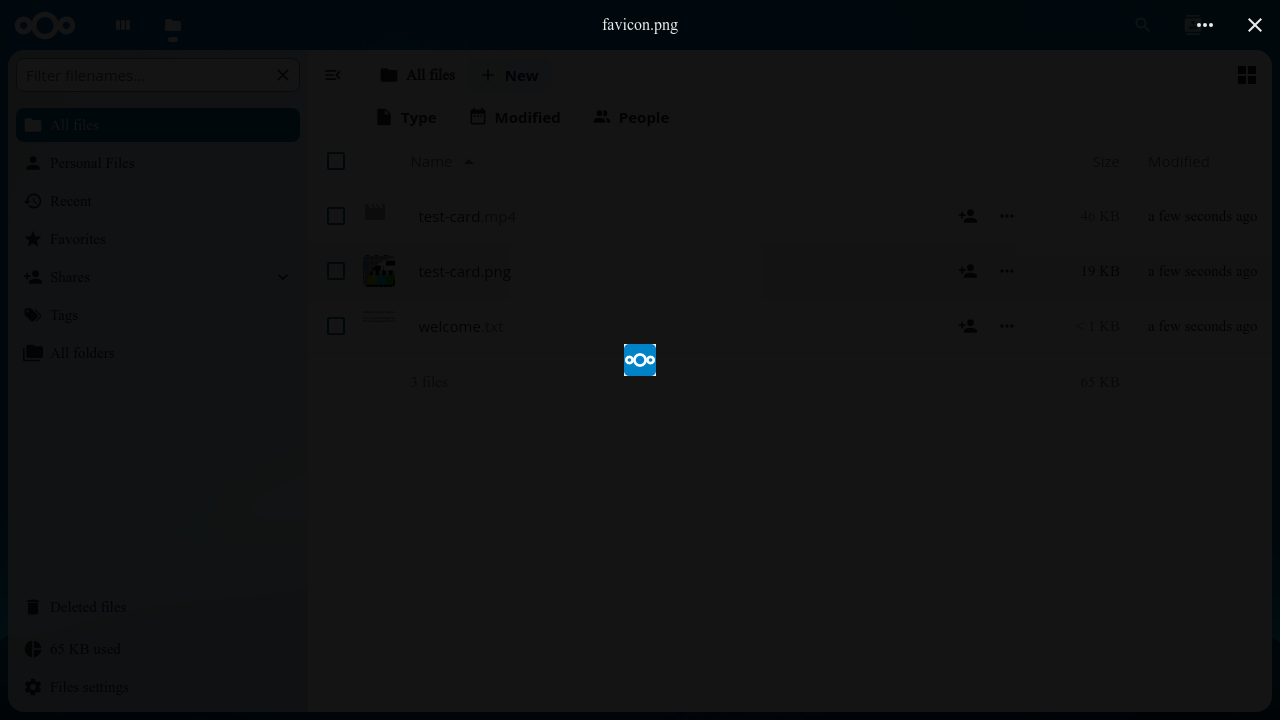 favicon.png
Filter filenames...
All files
New
All files
Type
Modified
People
Personal Files
Name
Size
Modified
Recent
test-card.mp4
46 KB
a few seconds ago
Favorites
test-card.png
19 KB
a few seconds ago
Shares
Tags
welcome.txt
< 1 KB
a few seconds ago
All folders
3 files
65 KB
Deleted files
65 KB used
Files settings